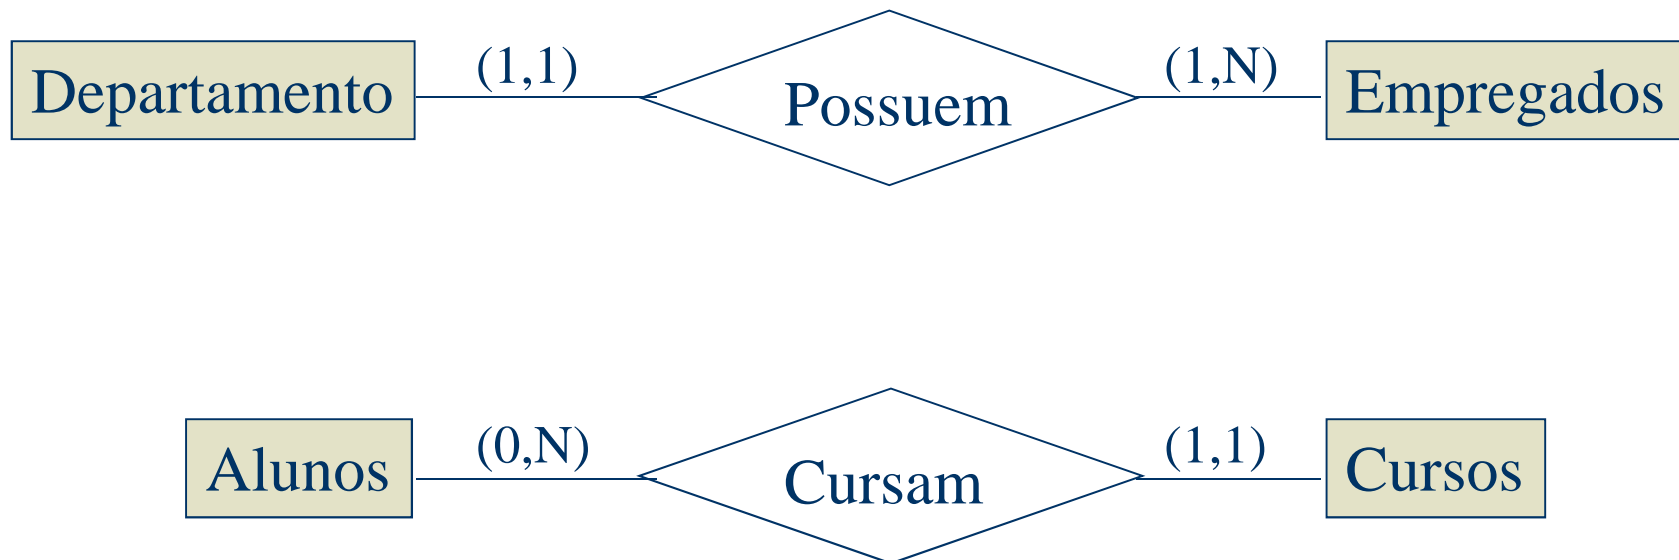 Departamento (1,1) Possuem (1,N) Empregados
Alunos (0,N) Cursam (1,1) Cursos